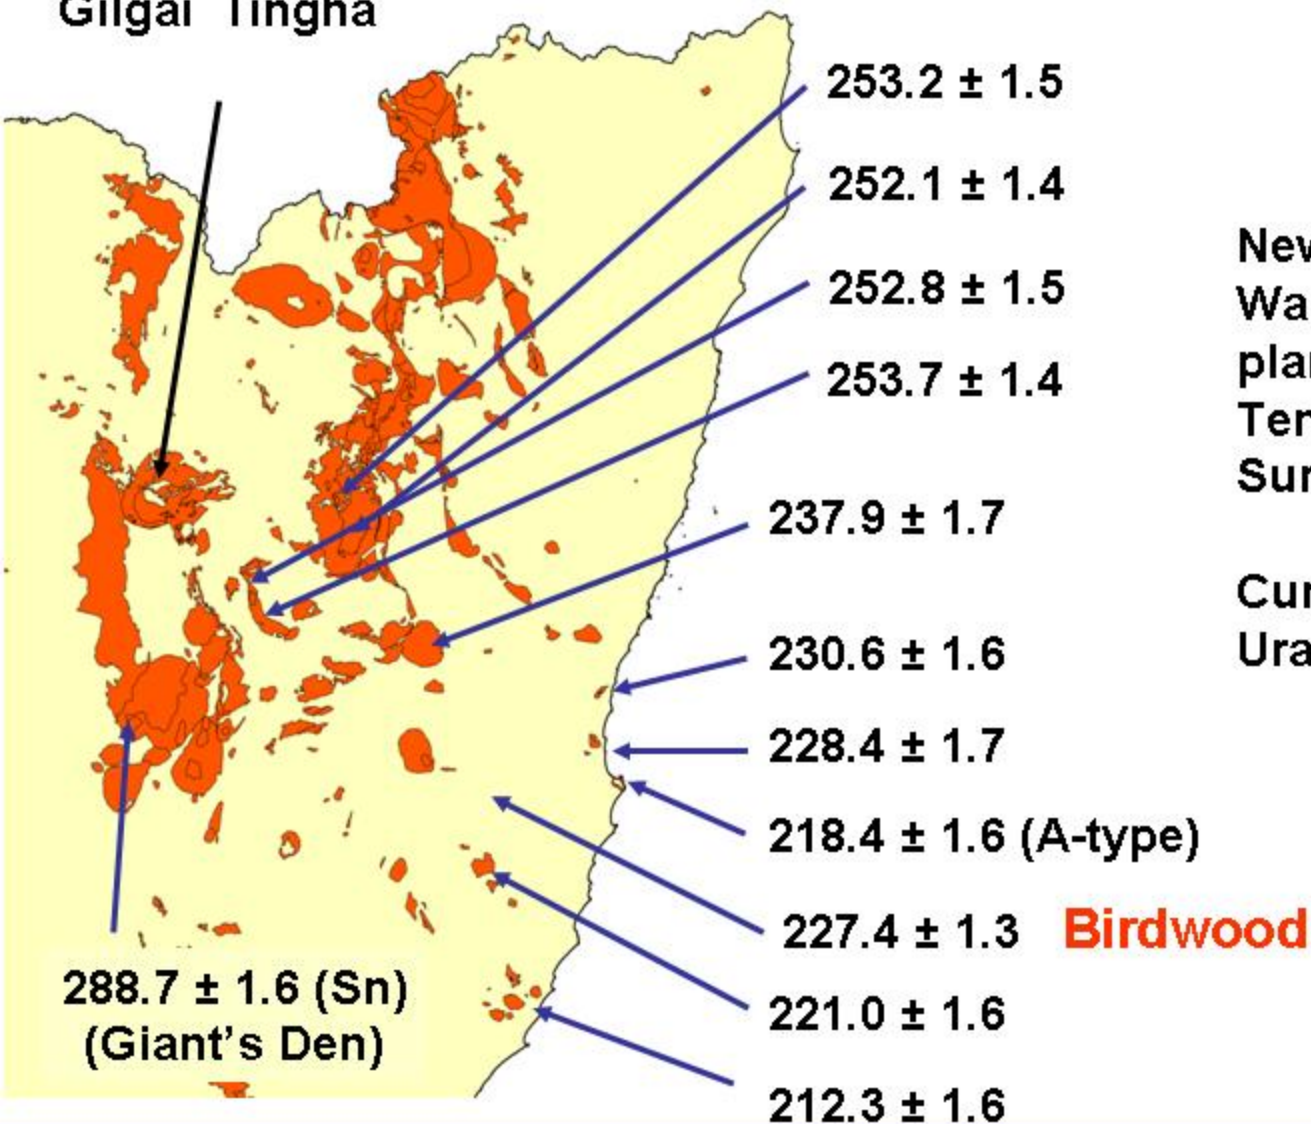 Gilgai Tingha
253.2 ± 1.5
252.1 ± 1.4
252.8 ± 1.5
253.7 ± 1.4
237.9 ± 1.7
230.6 ± 1.6
228.4 ± 1.7
218.4 ± 1.6 (A-type)
227.4 ± 1.3 Birdwood
221.0 ± 1.6
212.3 ± 1.6
288.7 ± 1.6 (Sn)
(Giant’s Den)